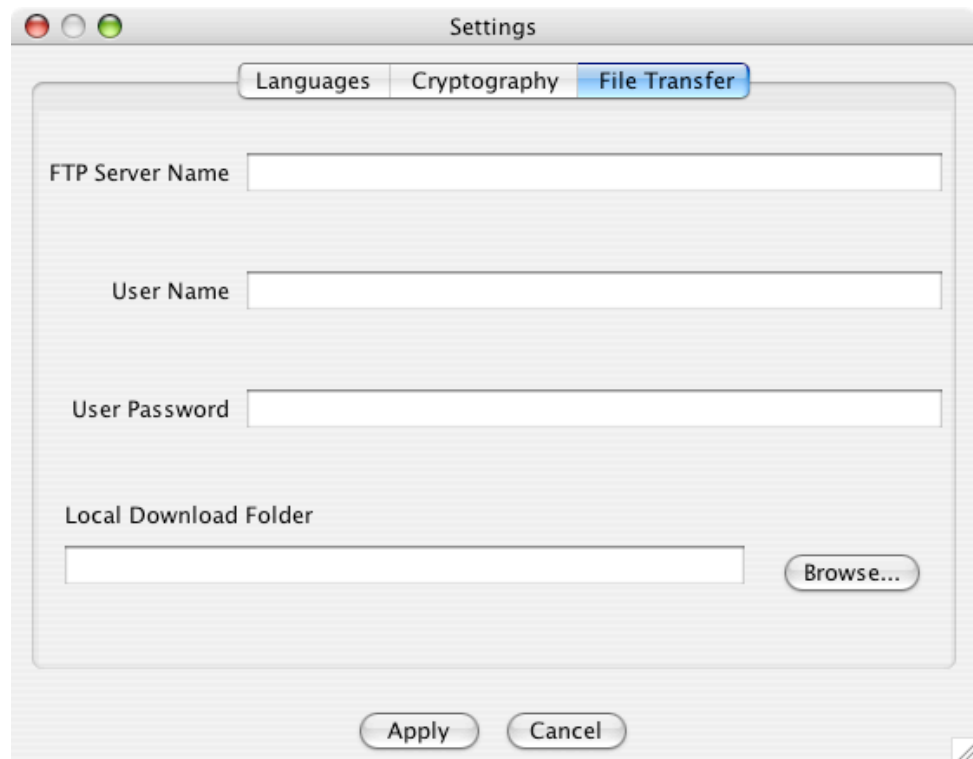 Settings
Languages Cryptography File Transfer
FTP Server Name
User Name
User Password
Local Download Folder
Browse...
Apply Cancel